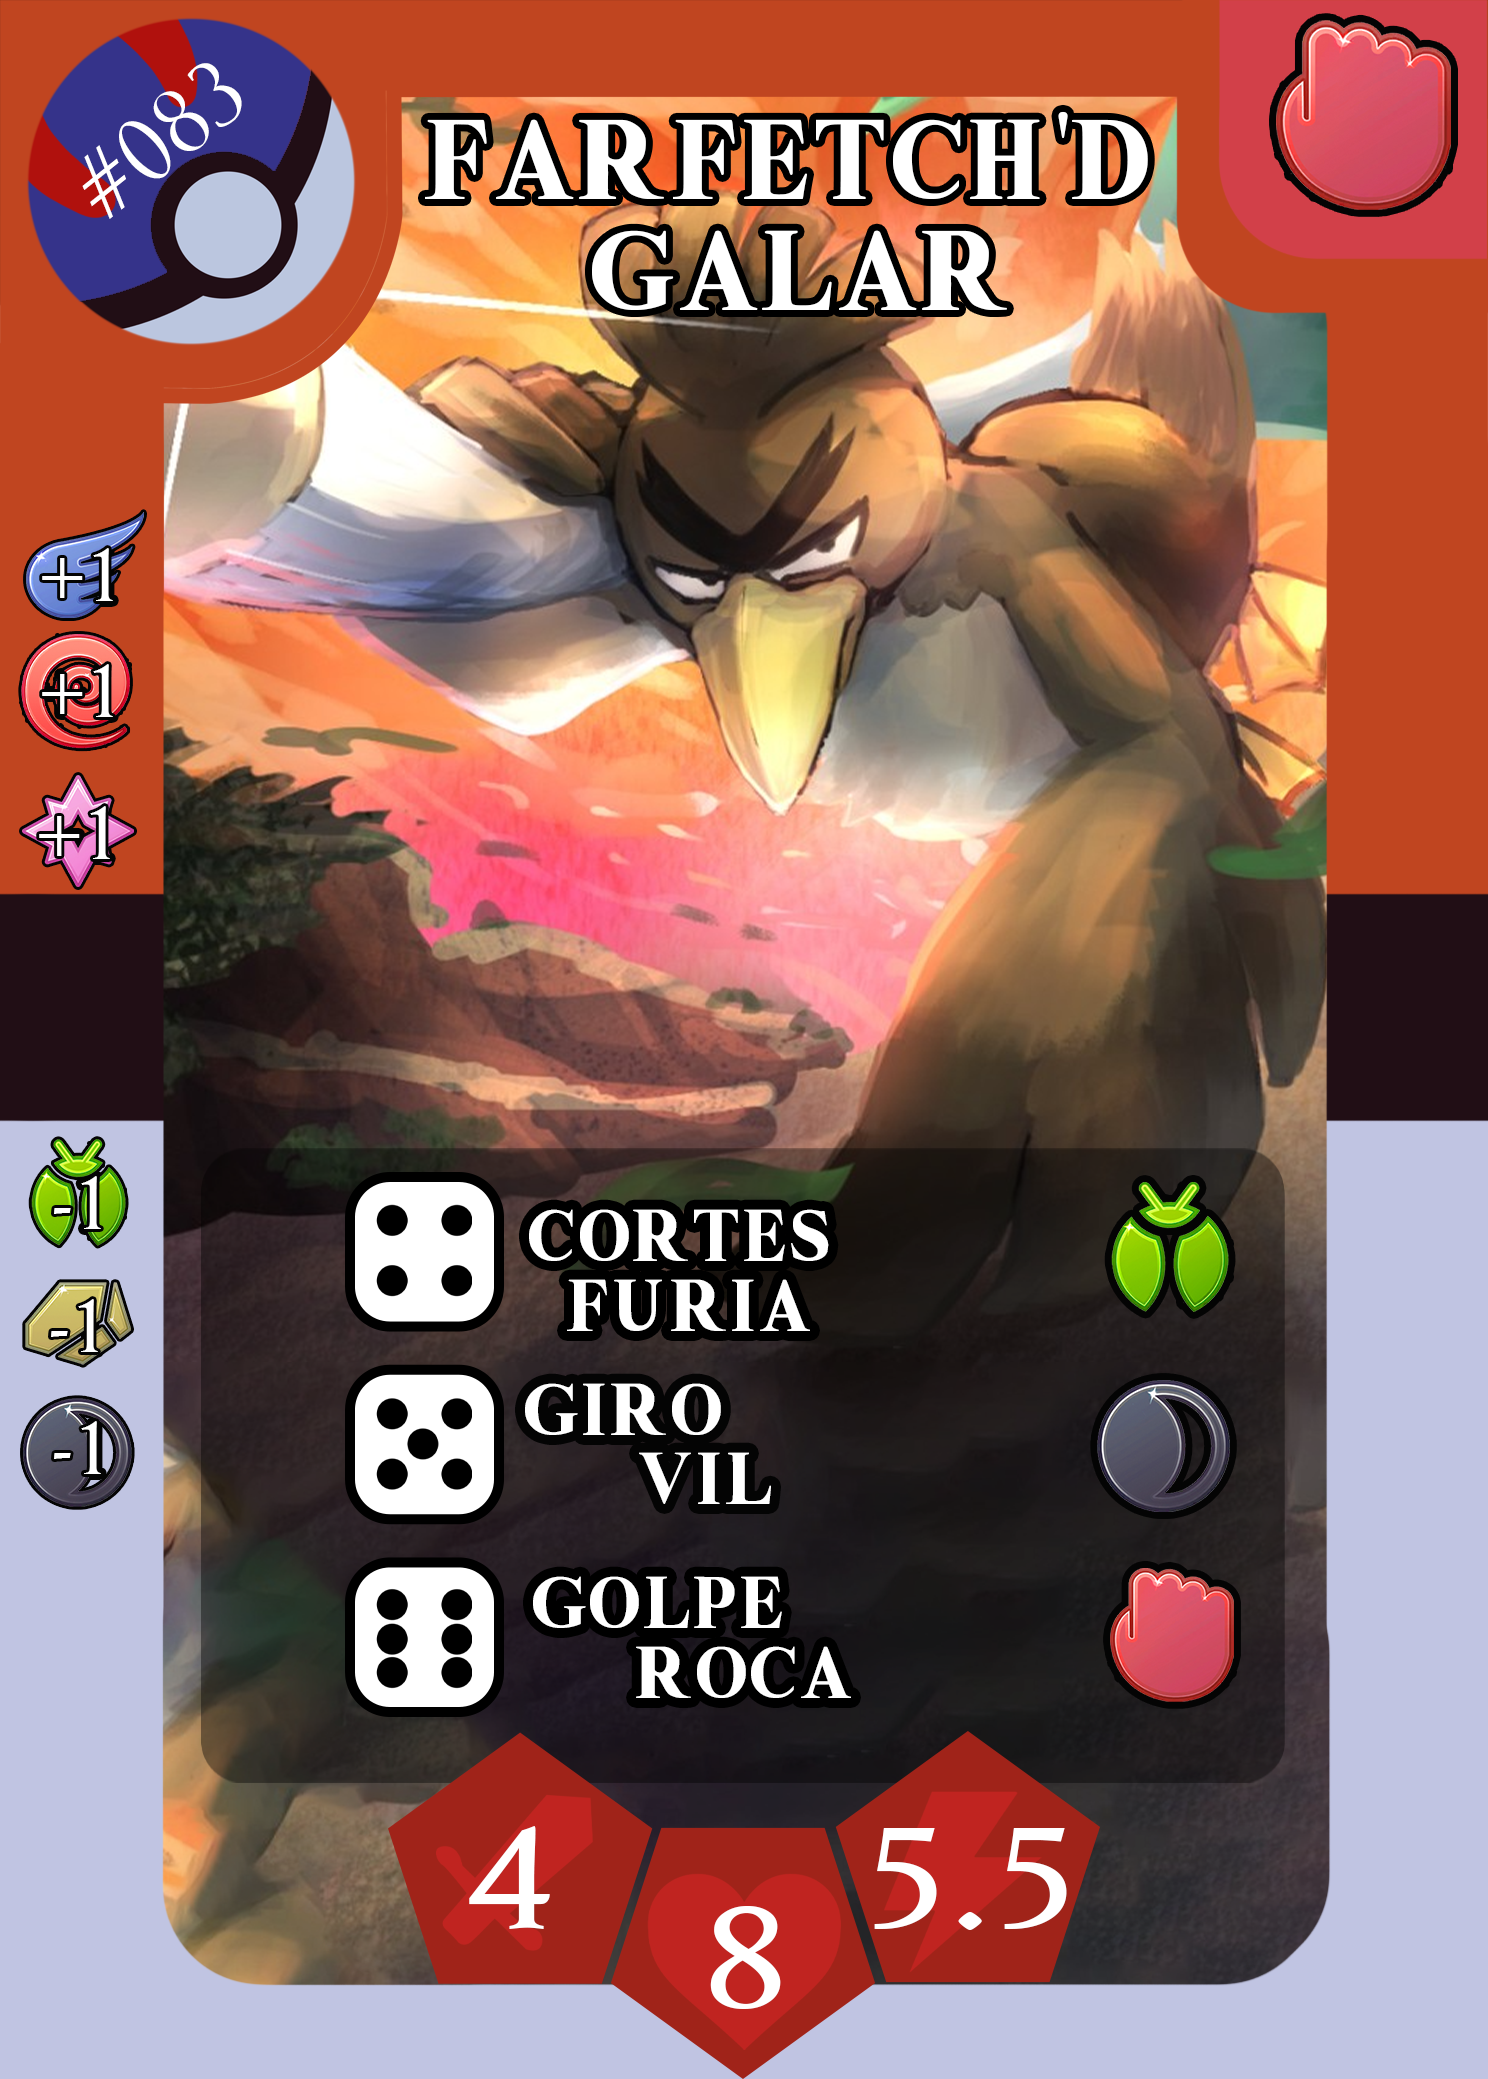 #083
FARFETCH'D
GALAR
+1
+1
+1
-1
-1
-1
CORTES
FURIA
GIRO
VIL
GOLPE
ROCA
4
8
5.5